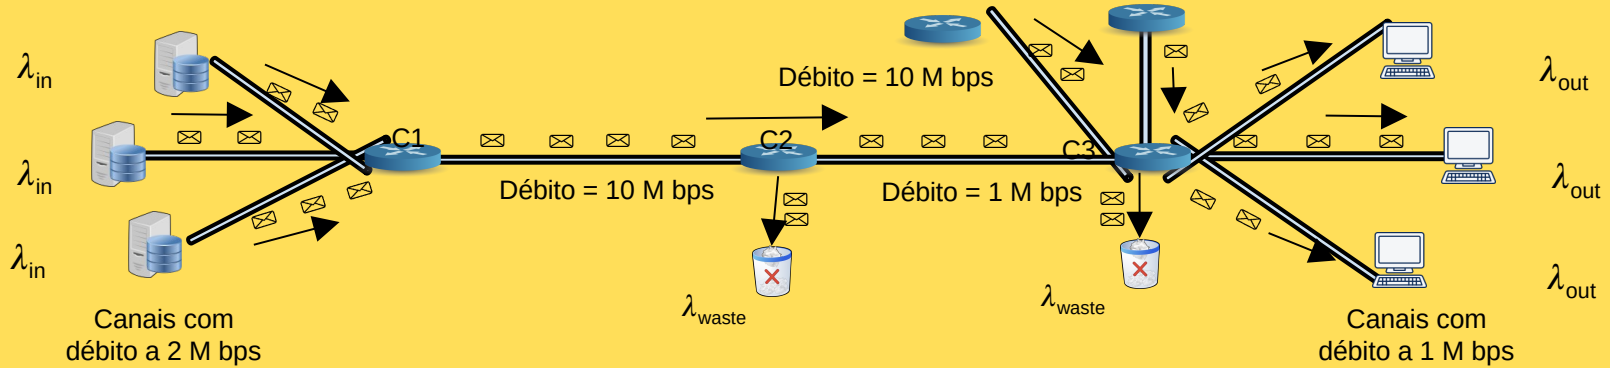 λin
λin
λin
Canais com
débito a 2 M bps
C1
Débito = 10 M bps
C2
λwaste
Débito = 10 M bps
Débito = 1 M bps
C3
λwaste
λout
λout
λout
Canais com
débito a 1 M bps